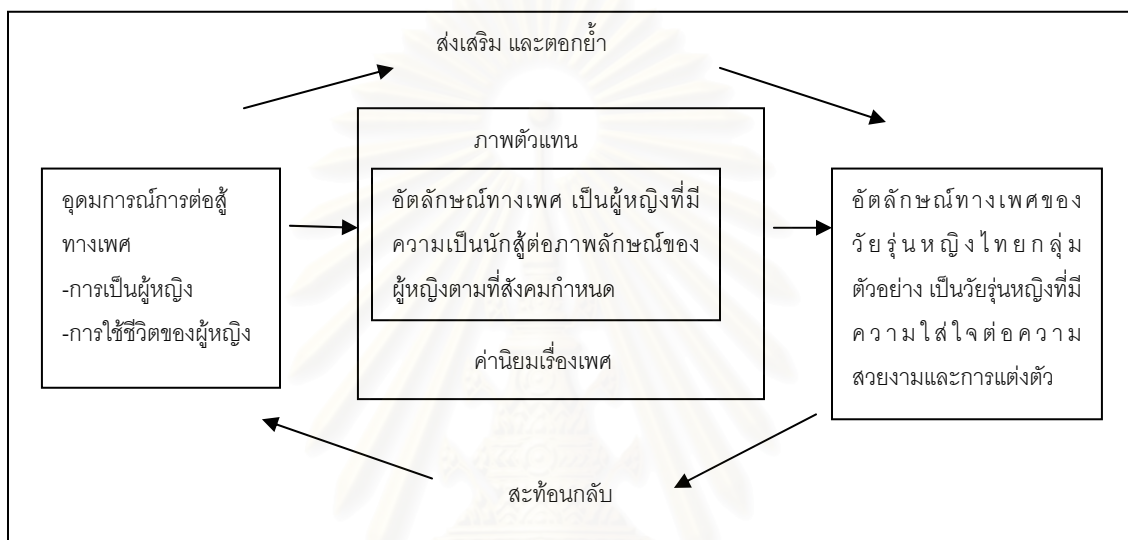 ส่งเสริม และตอกย้ำ
ภาพตัวแทน
อุดมการณ์การต่อสู้
ทางเพศ
-การเป็นผู้หญิง
-การใช้ชีวิตของผู้หญิง
อัตลักษณ์ทางเพศ เป็นผู้หญิงที่มี
ความเป็นนักสู้ต่อภาพลักษณ์ของ
ผู้หญิงตามที่สังคมกำหนด
ค่านิยมเรื่องเพศ
อัตลักษณ์ทางเพศของ
วัยรุ่นหญิงไทยกลุ่ม
ตัวอย่าง เป็นวัยรุ่นหญิงที่มี
ความใส่ใจต่อความ
สวยงามและการแต่งตัว
สะท้อนกลับ